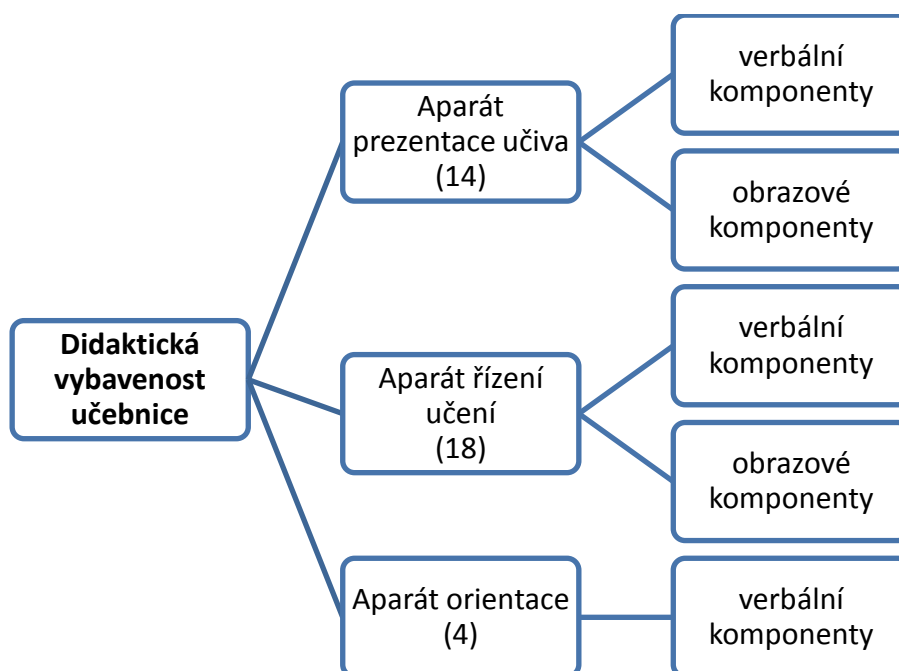 Didaktická
vybavenost
učebnice
Aparát
prezentace učiva
(14)
verbální
komponenty
obrazové
komponenty
Aparát řízení
učení
(18)
verbální
komponenty
obrazové
komponenty
Aparát orientace
(4)
verbální
komponenty